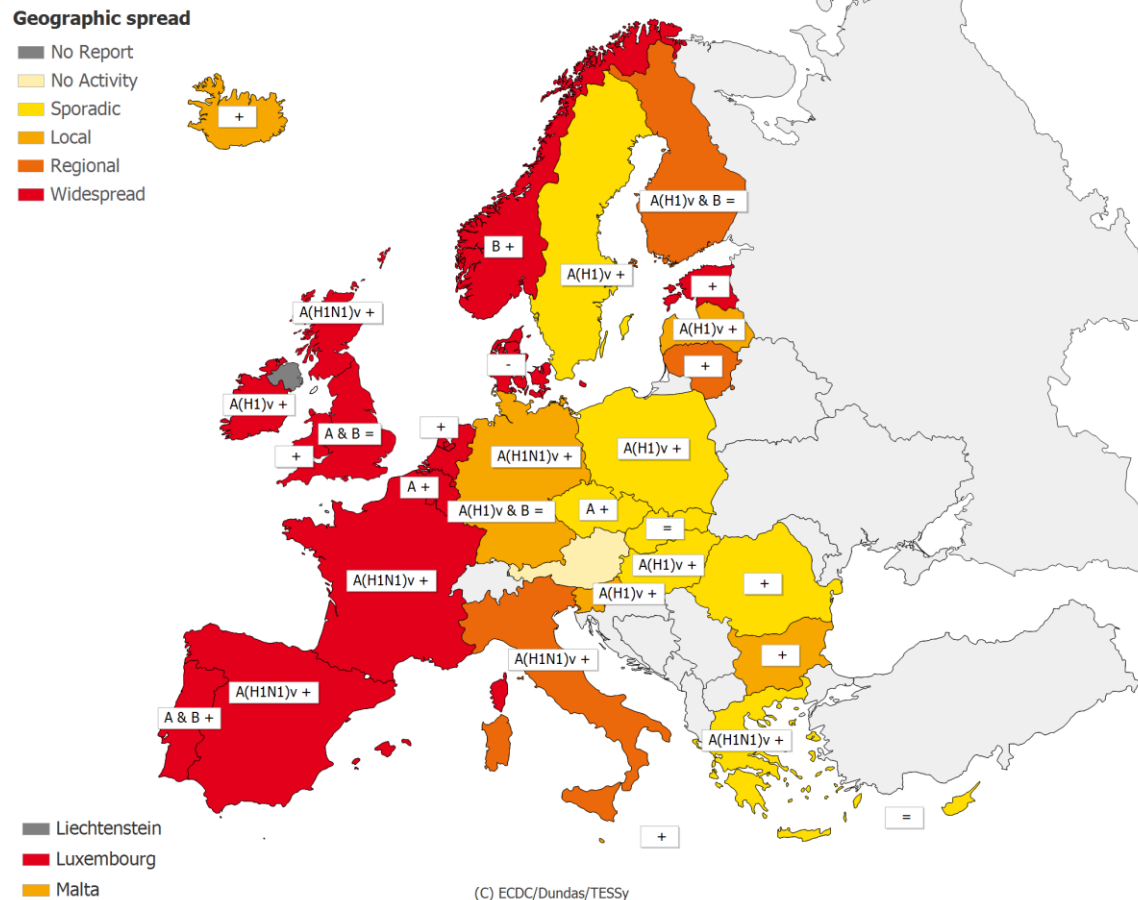 Geographic spread
No Report
No Activity
Sporadic
Local
Regional
Widespread
+
A(H1)v & B =
B +
A(H1)v +
+
A(H1N1)v +
A(H1)v +
-
+
A(H1)v +
A & B =
+
+
A(H1N1)v +
A(H1)v +
A +
A(H1)v & B =
A +
=
A(H1)v +
A(H1N1)v +
+
A(H1)v +
A(H1N1)v +
+
A(H1N1)v +
A & B +
A(H1N1)v +
=
+
Liechtenstein
Luxembourg
Malta
(C) ECDC/Dundas/TESSy